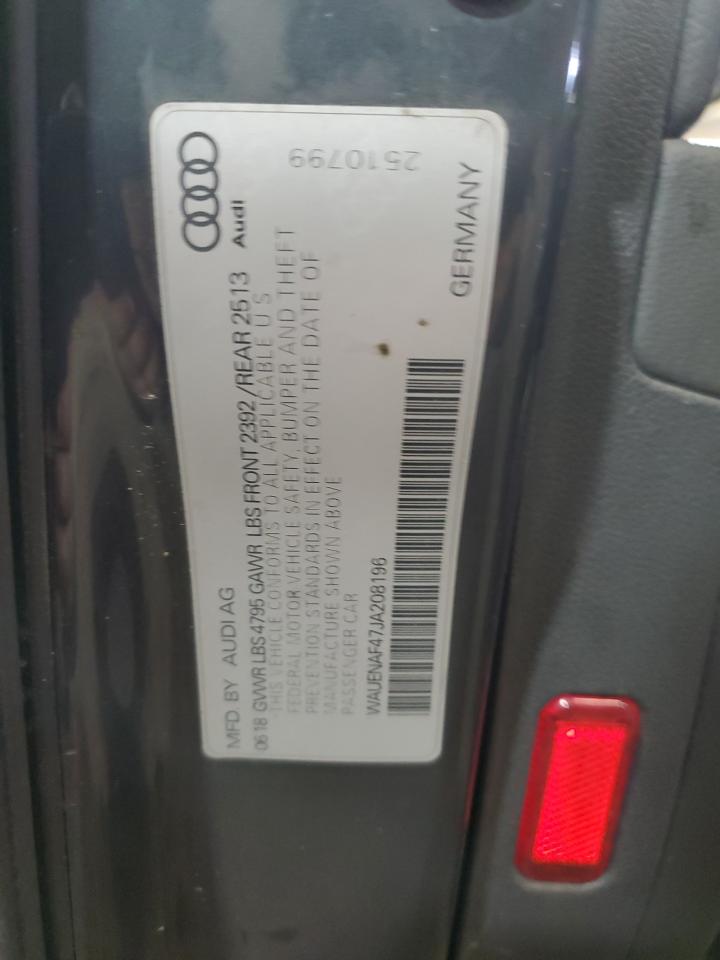 Audi
MFD BY AUDI AG
06 18 GVWR LBS 4795 GAWR LBS FRONT 2392 /REAR 2513
THIS VEHICLE CONFORMS TO ALL APPLICABLE U S
FEDERAL MOTOR VEHICLE SAFETY, BUMPER AND THEFT
PREVENTION STANDARDS IN EFFECT ON THE DATE OF
MANUFACTURE SHOWN ABOVE
PASSENGER CAR
WAUENAF47JA208196
GERMANY
2510799